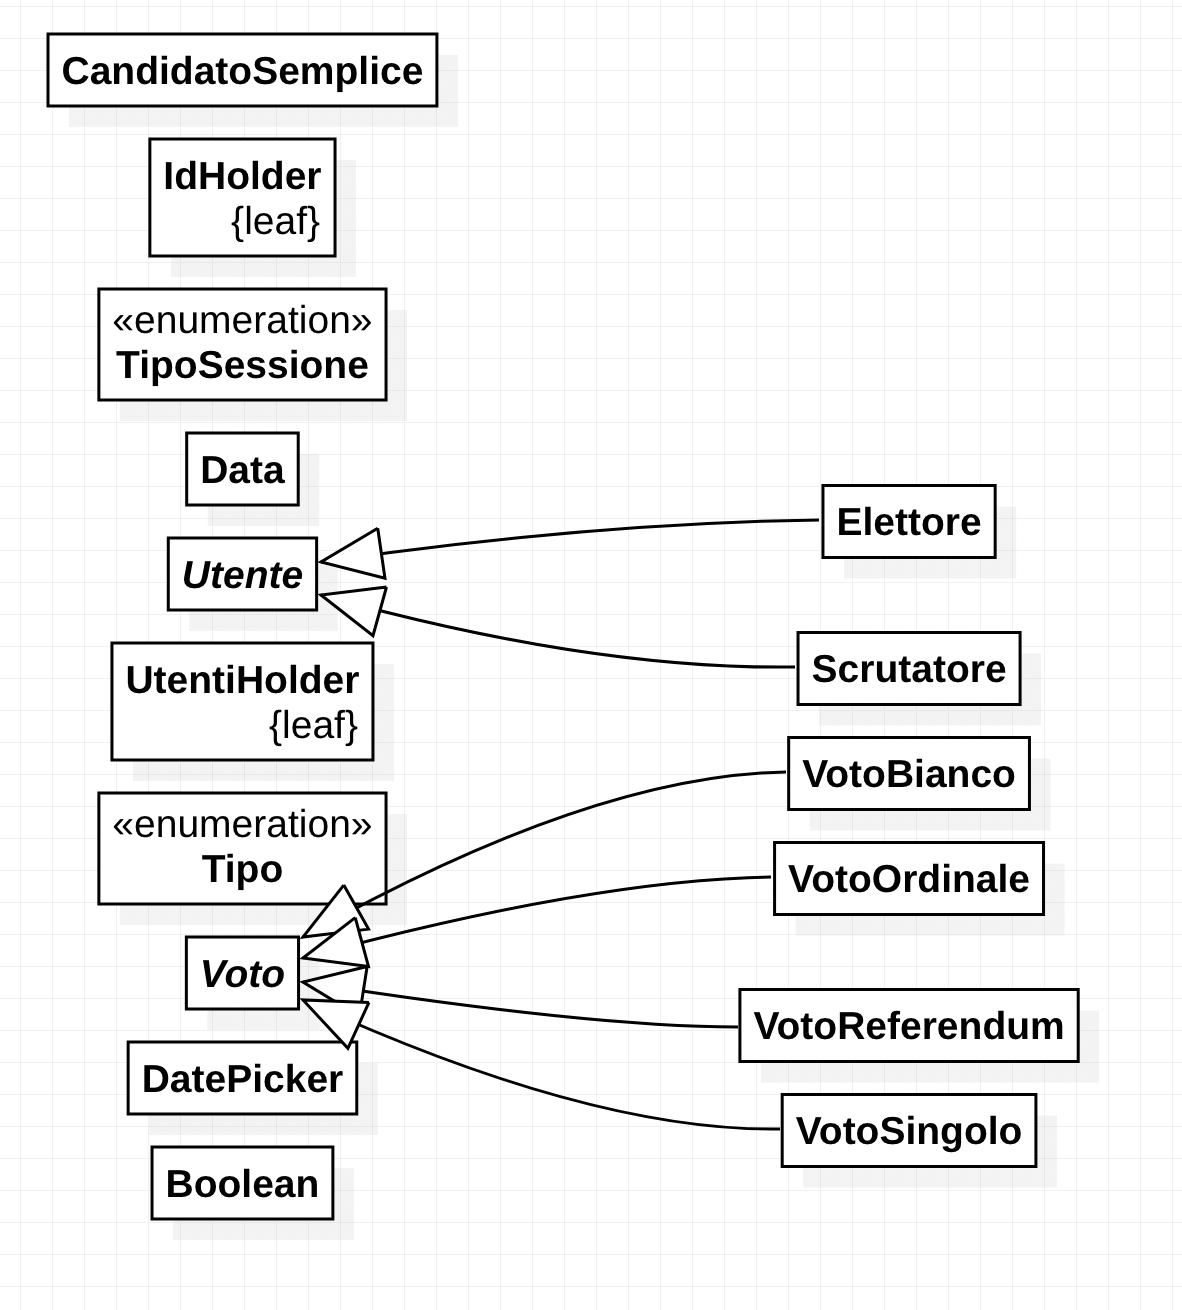 CandidatoSemplice
IdHolder
{leaf}
«enumeration»
TipoSessione
Data
Utente
UtentiHolder
{leaf}
«enumeration»
Tipo
Voto
DatePicker
Boolean
Elettore
Scrutatore
VotoBianco
VotoOrdinale
VotoReferendum
VotoSingolo